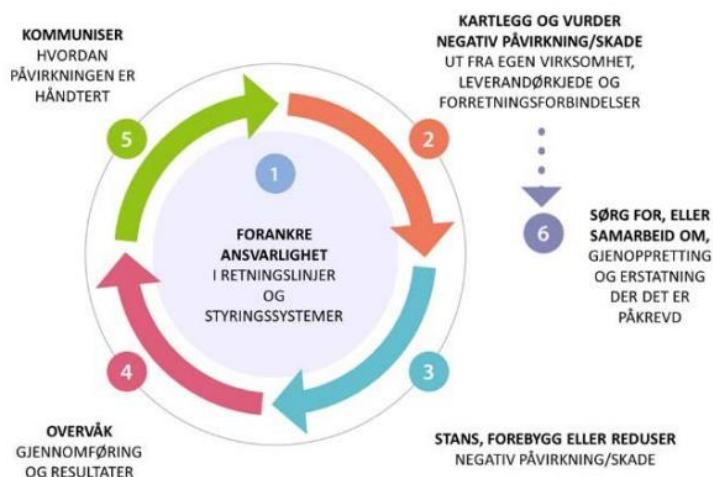 1
FORANKRE
ANSVARLIGHET
I RETNINGSLINJER
OG
STYRINGSSYSTEMER
2
KARTLEGG OG VURDER
NEGATIV PÅVIRKNING/SKADE
UT FRA EGEN VIRKSOMHET,
LEVERANDØRKJEDE OG
FORRETNINGSFORBINDELSER
3
STANS, FOREBYGG ELLER REDUSER
NEGATIV PÅVIRKNING/SKADE
4
OVERVÅK
GJENNOMFØRING
OG RESULTATER
5
KOMMUNISER
HVORDAN
PÅVIRKNINGEN ER
HÅNDTERT
6
SØRG FOR, ELLER
SAMARBEID OM,
GJENOPPRETTING
OG ERSTATNING
DER DET ER
PÅKREVD